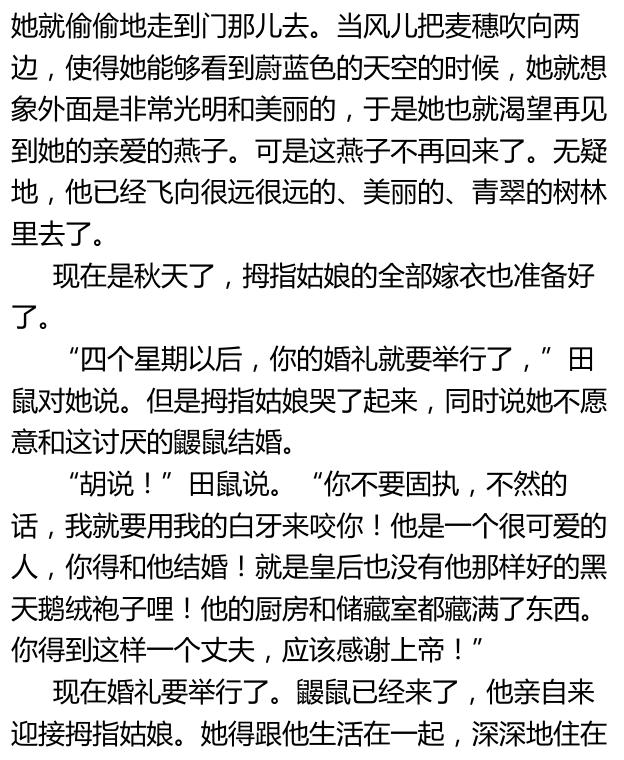 她就偷偷地走到门那儿去。当风儿把麦穗吹向两
边，使得她能够看到蔚蓝色的天空的时候，她就想
象外面是非常光明和美丽的，于是她也就渴望再见
到她的亲爱的燕子。可是这燕子不再回来了。无疑
地，他已经飞向很远很远的、美丽的、青翠的树林
里去了。
现在是秋天了，拇指姑娘的全部嫁衣也准备好
了。
“四个星期以后，你的婚礼就要举行了，”田
鼠对她说。但是拇指姑娘哭了起来，同时说她不愿
意和这讨厌的鼹鼠结婚。
“胡说！”田鼠说。“你不要固执，不然的
话，我就要用我的白牙来咬你！他是一个很可爱的
人，你得和他结婚！就是皇后也没有他那样好的黑
天鹅绒袍子哩！他的厨房和储藏室都藏满了东西。
你得到这样一个丈夫，应该感谢上帝！”
现在婚礼要举行了。鼹鼠已经来了，他亲自来
迎接拇指姑娘。她得跟他生活在一起，深深地住在